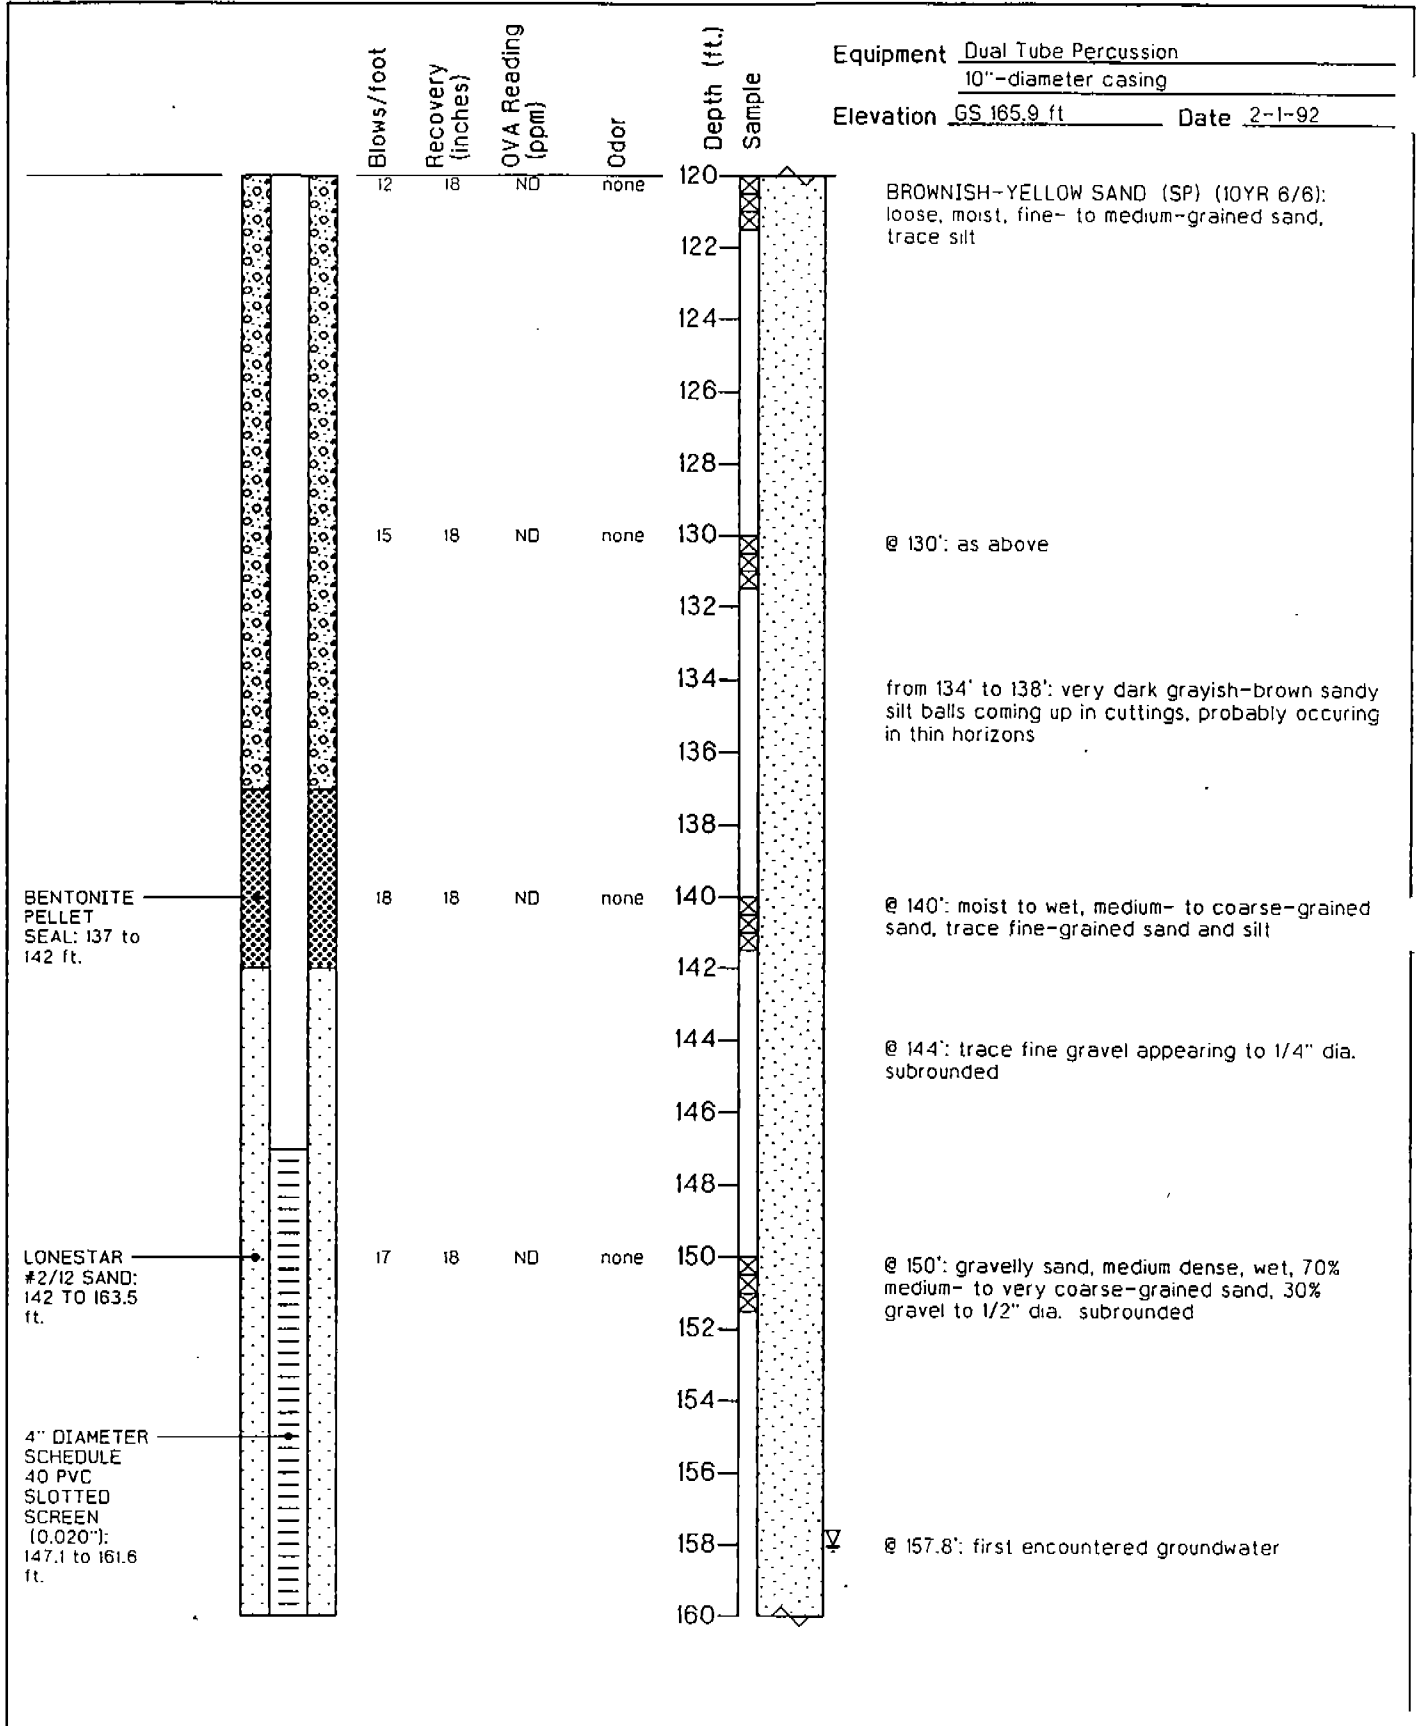 Equipment Dual Tube Percussion
10"-diameter casing
Elevation GS 165.9 ft Date 2-1-92
Blows/foot
Recovery (inches)
OVA Reading (ppm)
Odor
Depth (ft.)
Sample
12 18 ND none 120
BROWNISH-YELLOW SAND (SP) (10YR 6/6):
loose, moist, fine- to medium-grained sand,
trace silt
122
124
126
128
15 18 ND none 130
@ 130': as above
132
134
from 134' to 138': very dark grayish-brown sandy
silt balls coming up in cuttings, probably occuring
in thin horizons
136
138
BENTONITE
PELLET
SEAL: 137 to
142 ft.
18 18 ND none 140
@ 140': moist to wet, medium- to coarse-grained
sand, trace fine-grained sand and silt
142
144
@ 144': trace fine gravel appearing to 1/4" dia.
subrounded
146
148
LONESTAR
#2/12 SAND:
142 TO 163.5
ft.
17 18 ND none 150
@ 150': gravelly sand, medium dense, wet, 70%
medium- to very coarse-grained sand, 30%
gravel to 1/2" dia. subrounded
152
154
4" DIAMETER
SCHEDULE
40 PVC
SLOTTED
SCREEN
(0.020"):
147.1 to 161.6
ft.
156
158
@ 157.8': first encountered groundwater
160